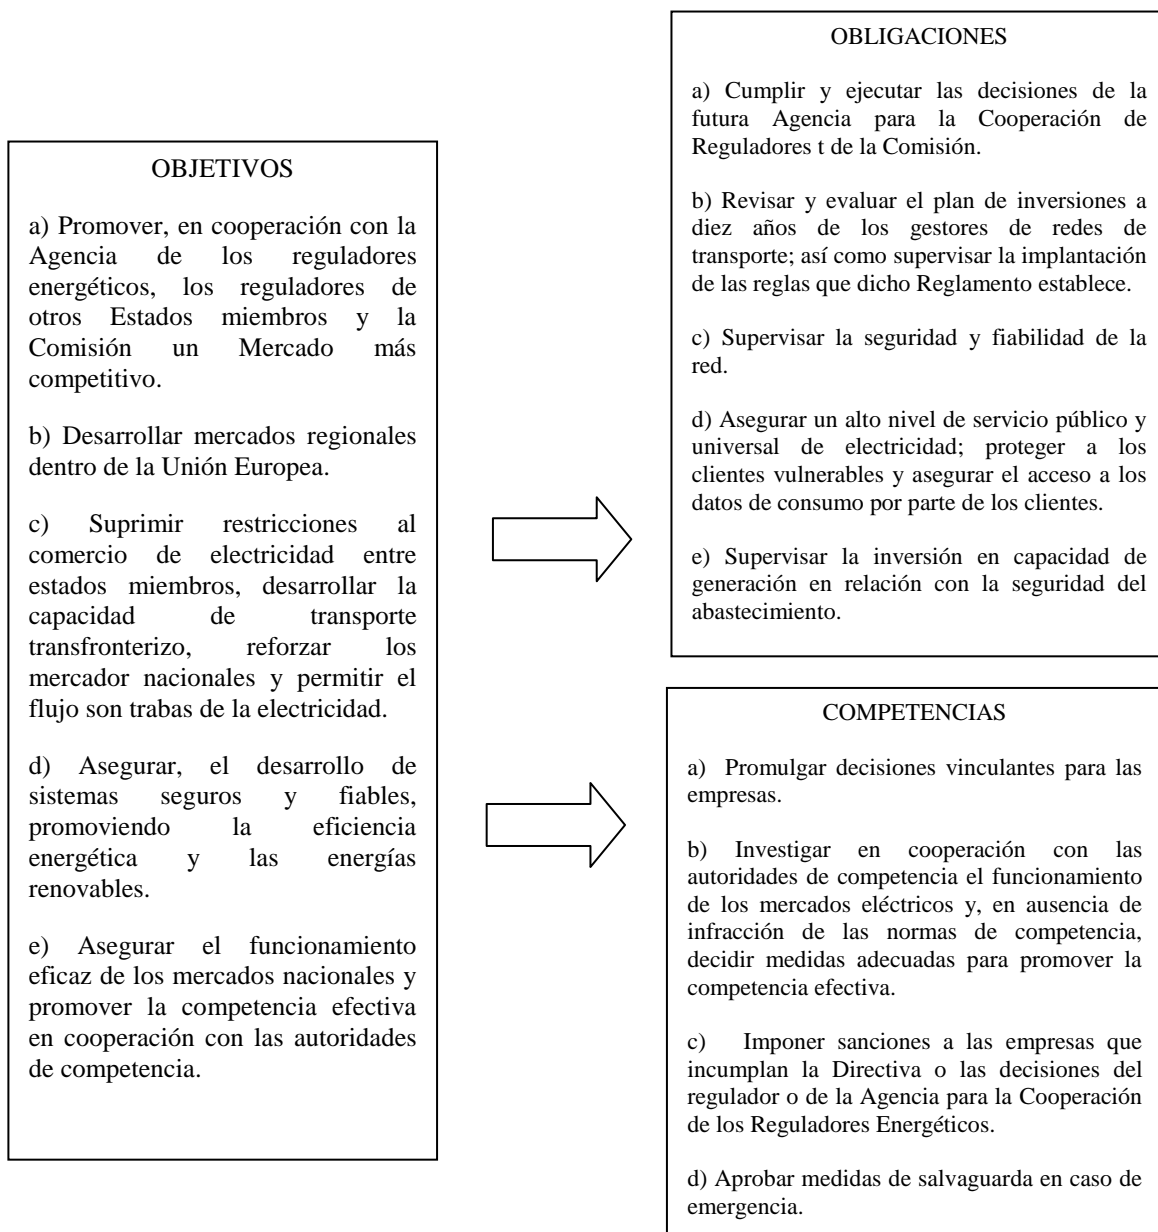 OBJETIVOS
a) Promover, en cooperación con la
Agencia de los reguladores
energéticos, los reguladores de
otros Estados miembros y la
Comisión un Mercado más
competitivo.
b) Desarrollar mercados regionales
dentro de la Unión Europea.
c) Suprimir restricciones al
comercio de electricidad entre
estados miembros, desarrollar la
capacidad de transporte
transfronterizo, reforzar los
mercador nacionales y permitir el
flujo son trabas de la electricidad.
d) Asegurar, el desarrollo de
sistemas seguros y fiables,
promoviendo la eficiencia
energética y las energías
renovables.
e) Asegurar el funcionamiento
eficaz de los mercados nacionales y
promover la competencia efectiva
en cooperación con las autoridades
de competencia.
OBLIGACIONES
a) Cumplir y ejecutar las decisiones de la
futura Agencia para la Cooperación de
Reguladores t de la Comisión.
b) Revisar y evaluar el plan de inversiones a
diez años de los gestores de redes de
transporte; así como supervisar la implantación
de las reglas que dicho Reglamento establece.
c) Supervisar la seguridad y fiabilidad de la
red.
d) Asegurar un alto nivel de servicio público y
universal de electricidad; proteger a los
clientes vulnerables y asegurar el acceso a los
datos de consumo por parte de los clientes.
e) Supervisar la inversión en capacidad de
generación en relación con la seguridad del
abastecimiento.
COMPETENCIAS
a) Promulgar decisiones vinculantes para las
empresas.
b) Investigar en cooperación con las
autoridades de competencia el funcionamiento
de los mercados eléctricos y, en ausencia de
infracción de las normas de competencia,
decidir medidas adecuadas para promover la
competencia efectiva.
c) Imponer sanciones a las empresas que
incumplan la Directiva o las decisiones del
regulador o de la Agencia para la Cooperación
de los Reguladores Energéticos.
d) Aprobar medidas de salvaguarda en caso de
emergencia.